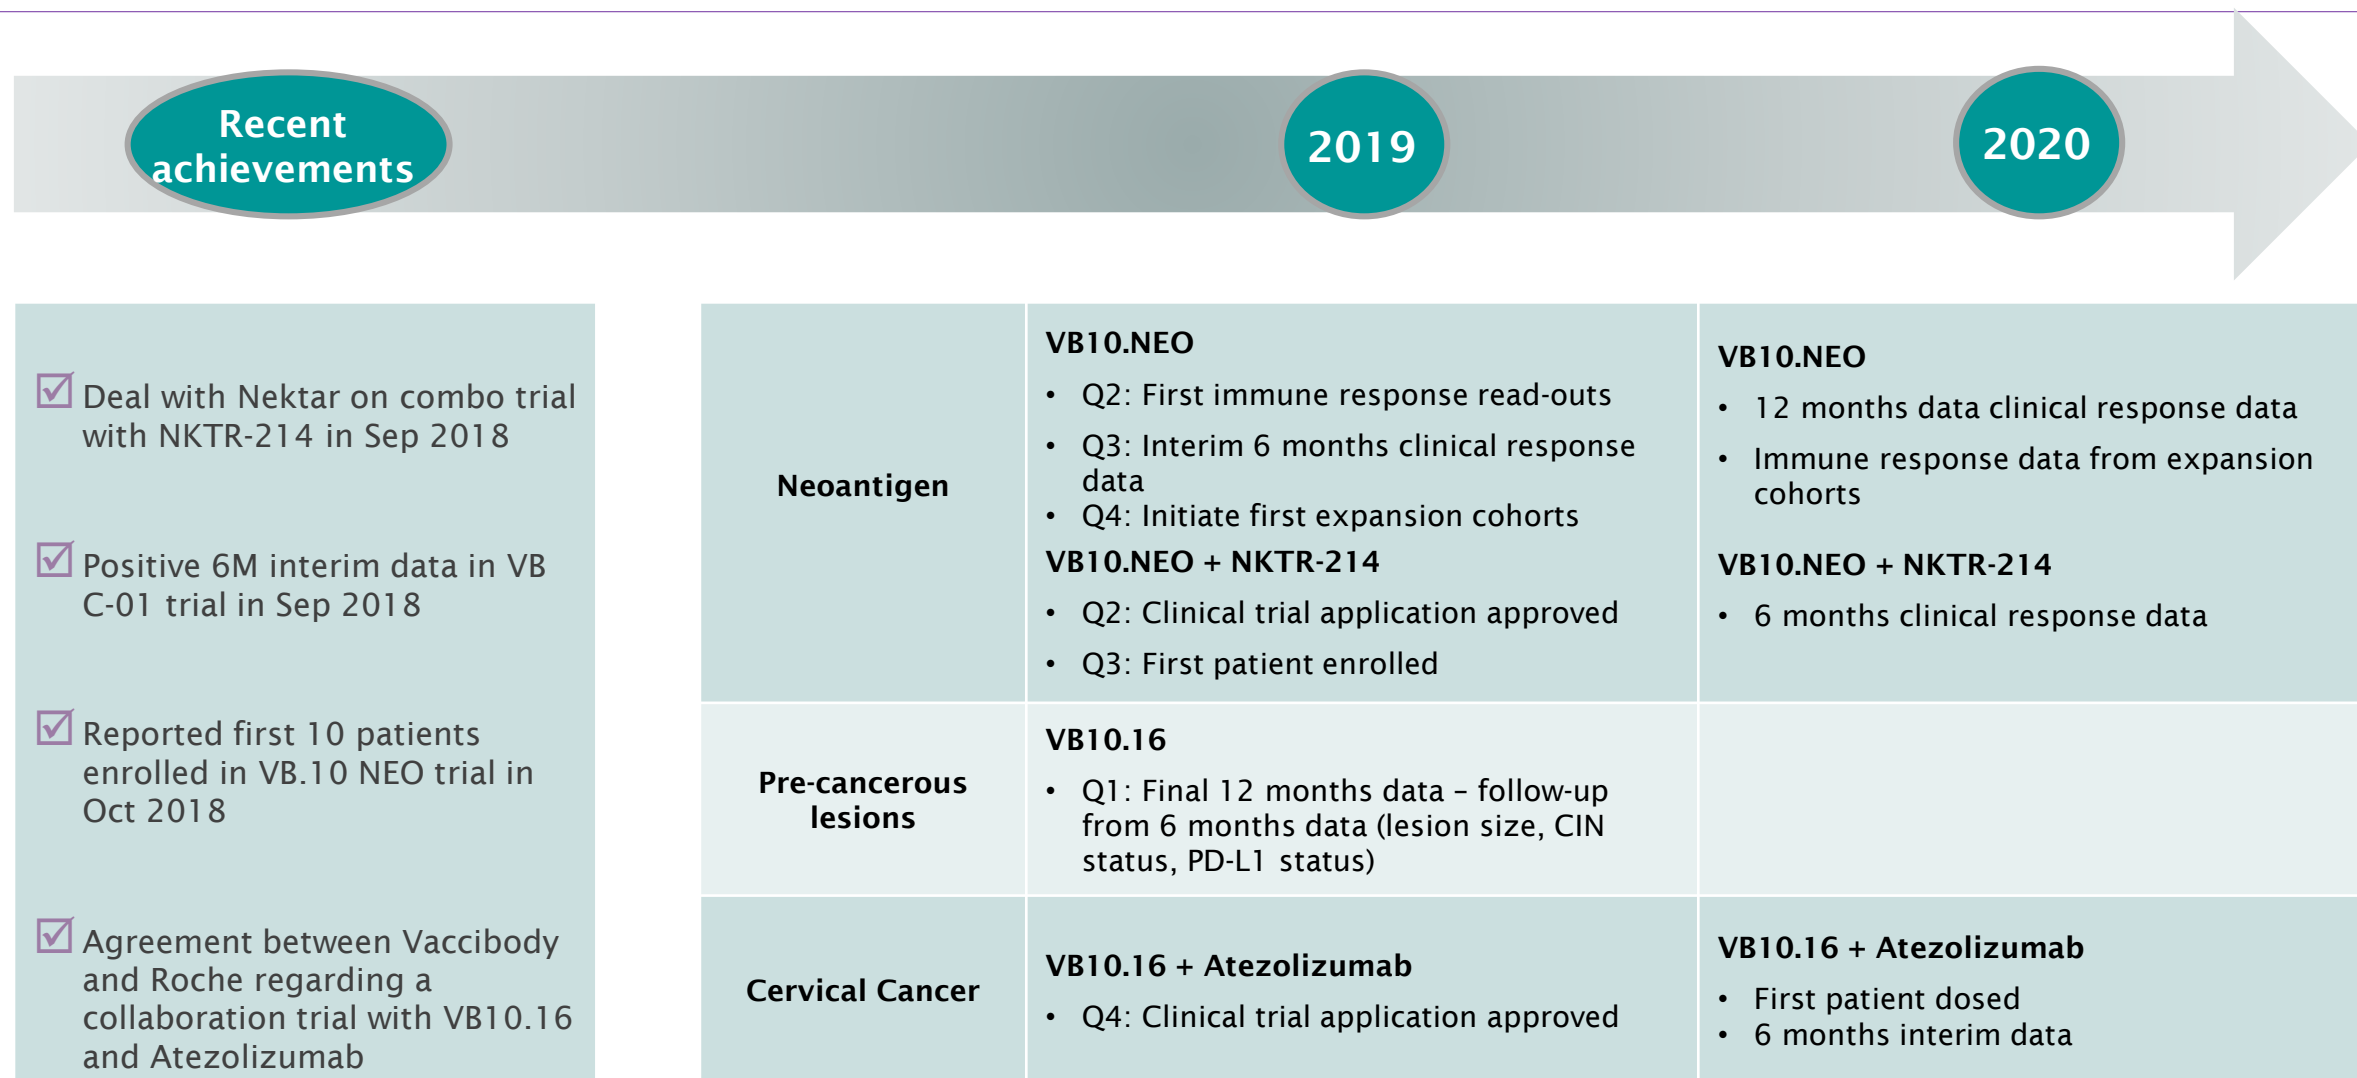 Recent
achievements
2019
2020
Deal with Nektar on combo trial
with NKTR-214 in Sep 2018
Positive 6M interim data in VB
C-01 trial in Sep 2018
Reported first 10 patients
enrolled in VB.10 NEO trial in
Oct 2018
Agreement between Vaccibody
and Roche regarding a
collaboration trial with VB10.16
and Atezolizumab
Neoantigen
VB10.NEO
• Q2: First immune response read-outs
• Q3: Interim 6 months clinical response
data
• Q4: Initiate first expansion cohorts
VB10.NEO + NKTR-214
• Q2: Clinical trial application approved
• Q3: First patient enrolled
VB10.NEO
• 12 months data clinical response data
• Immune response data from expansion
cohorts
VB10.NEO + NKTR-214
• 6 months clinical response data
Pre-cancerous
lesions
VB10.16
• Q1: Final 12 months data – follow-up
from 6 months data (lesion size, CIN
status, PD-L1 status)
Cervical Cancer
VB10.16 + Atezolizumab
• Q4: Clinical trial application approved
VB10.16 + Atezolizumab
• First patient dosed
• 6 months interim data